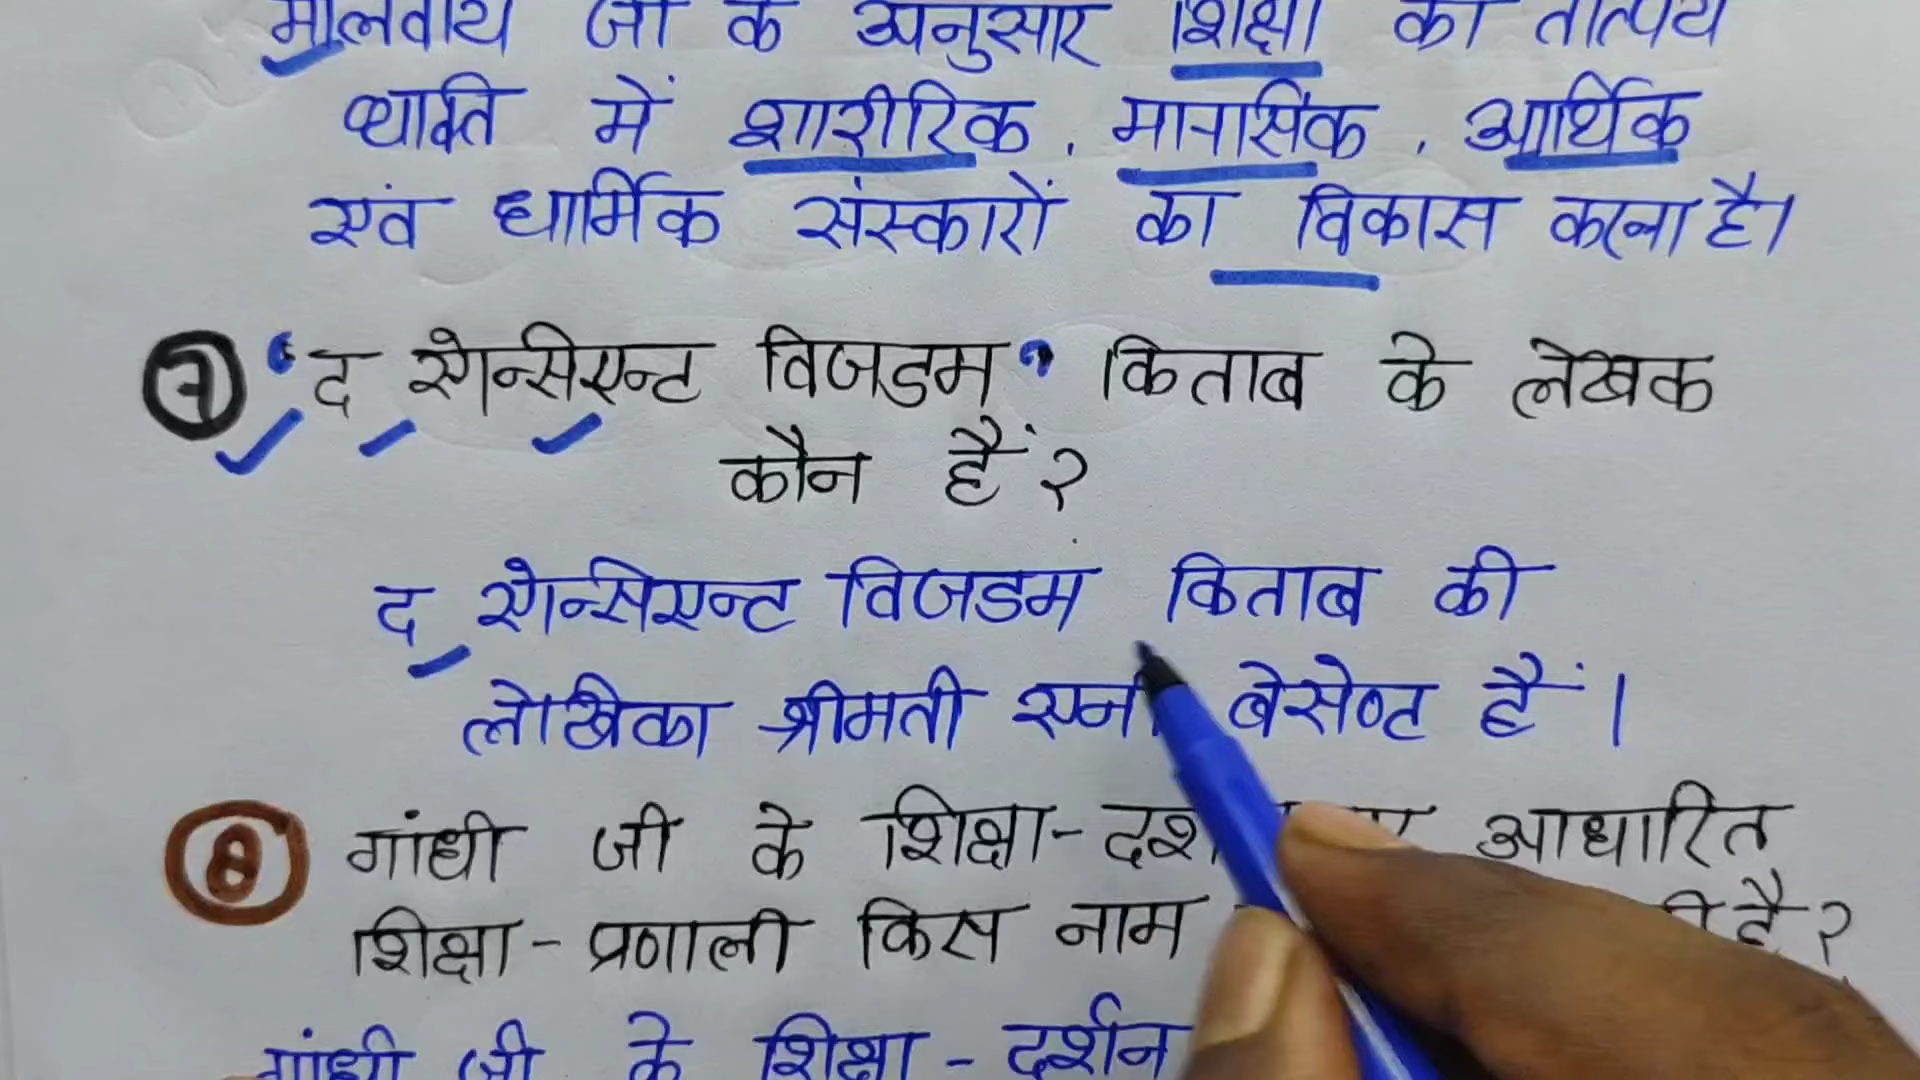 मालवीय जी के अनुसार शिक्षा का तात्पर्य
व्यक्ति में शारीरिक, मानसिक, आर्थिक
एवं धार्मिक संस्कारों का विकास करना है।
7 'द ऐन्सिएन्ट विजडम' किताब के लेखक
कौन हैं?
द ऐन्सिएन्ट विजडम किताब की
लेखिका श्रीमती एनी बेसेण्ट हैं।
8 गांधी जी के शिक्षा- आधारित
शिक्षा-प्रणाली किस नाम है?
गांधी जी के शिक्षा-दर्शन